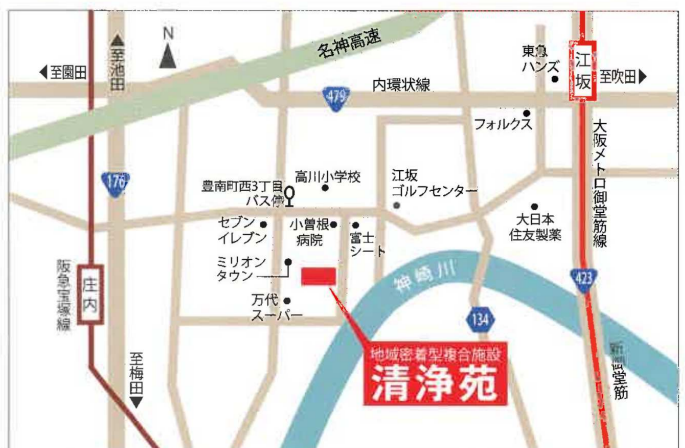 N
名神高速
▲至池田
◀至園田
東急
ハンズ
江坂
至吹田▶
内環状線
479
フォルクス
176
大阪メトロ御堂筋線
豊南町西3丁目
バス停
高川小学校
江坂
ゴルフセンター
セブン
イレブン
小曽根
病院
富士
シート
大日本
住友製薬
ミリオン
タウン
阪急宝塚線
庄内
神崎川
423
万代
スーパー
134
新御堂筋
地域密着型複合施設
清浄苑
至梅田▼